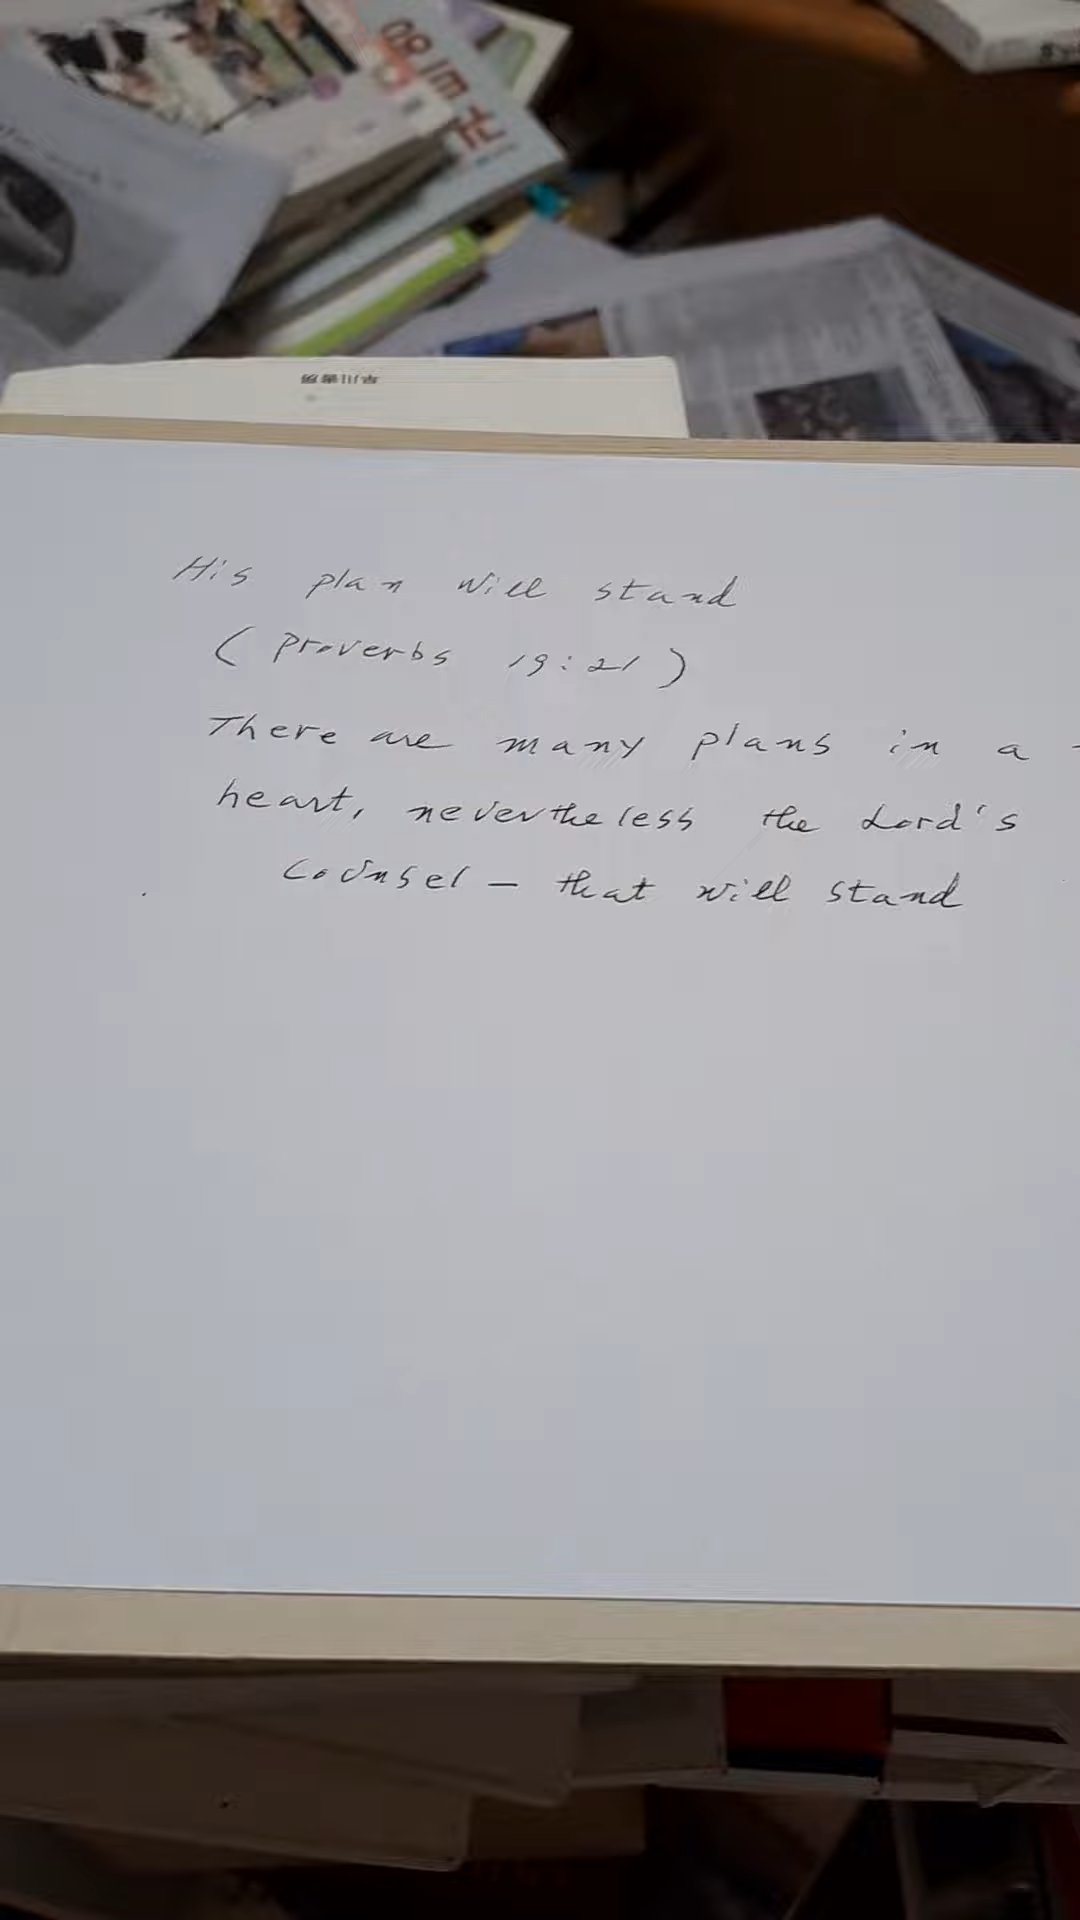 His plan will stand
( Proverbs 19:21 )
There are many plans in a
heart, nevertheless the Lord's
counsel — that will stand